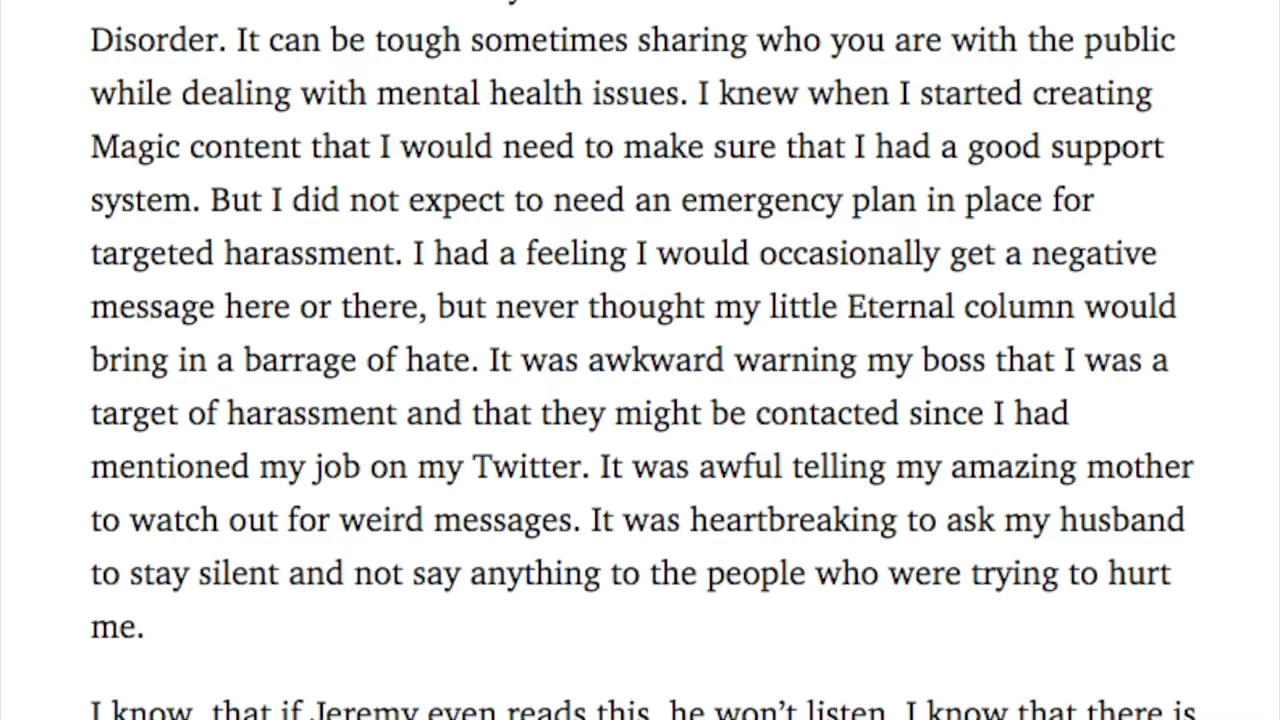 Disorder. It can be tough sometimes sharing who you are with the public
while dealing with mental health issues. I knew when I started creating
Magic content that I would need to make sure that I had a good support
system. But I did not expect to need an emergency plan in place for
targeted harassment. I had a feeling I would occasionally get a negative
message here or there, but never thought my little Eternal column would
bring in a barrage of hate. It was awkward warning my boss that I was a
target of harassment and that they might be contacted since I had
mentioned my job on my Twitter. It was awful telling my amazing mother
to watch out for weird messages. It was heartbreaking to ask my husband
to stay silent and not say anything to the people who were trying to hurt
me.
I know, that if Jeremy even reads this, he won’t listen. I know that there is